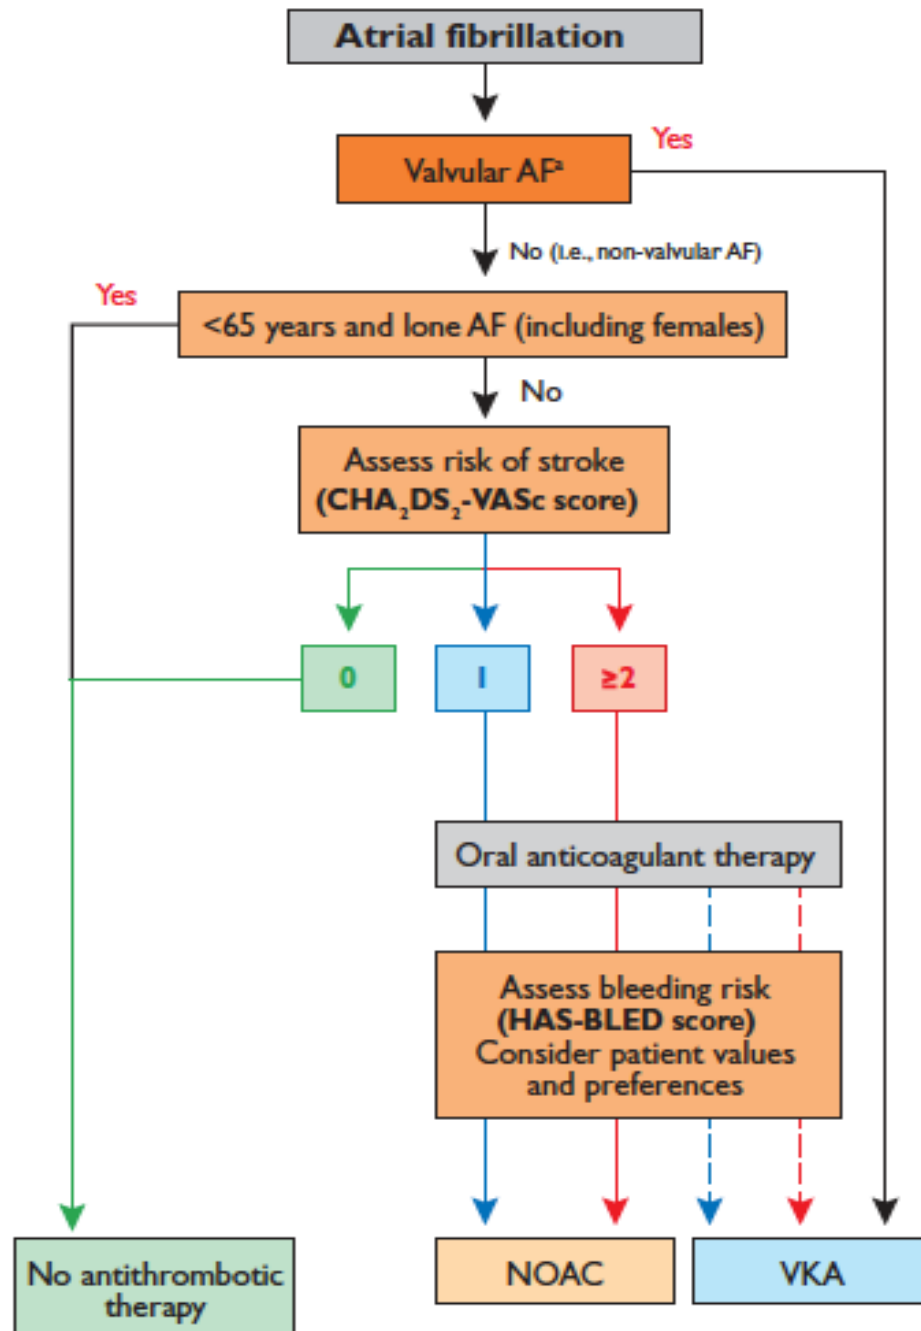 Atrial fibrillation
Yes
Valvular AFª
No (i.e., non-valvular AF)
Yes
<65 years and lone AF (including females)
No
Assess risk of stroke
(CHA₂DS₂-VASc score)
0
1
≥2
Oral anticoagulant therapy
Assess bleeding risk
(HAS-BLED score)
Consider patient values
and preferences
No antithrombotic
therapy
NOAC
VKA